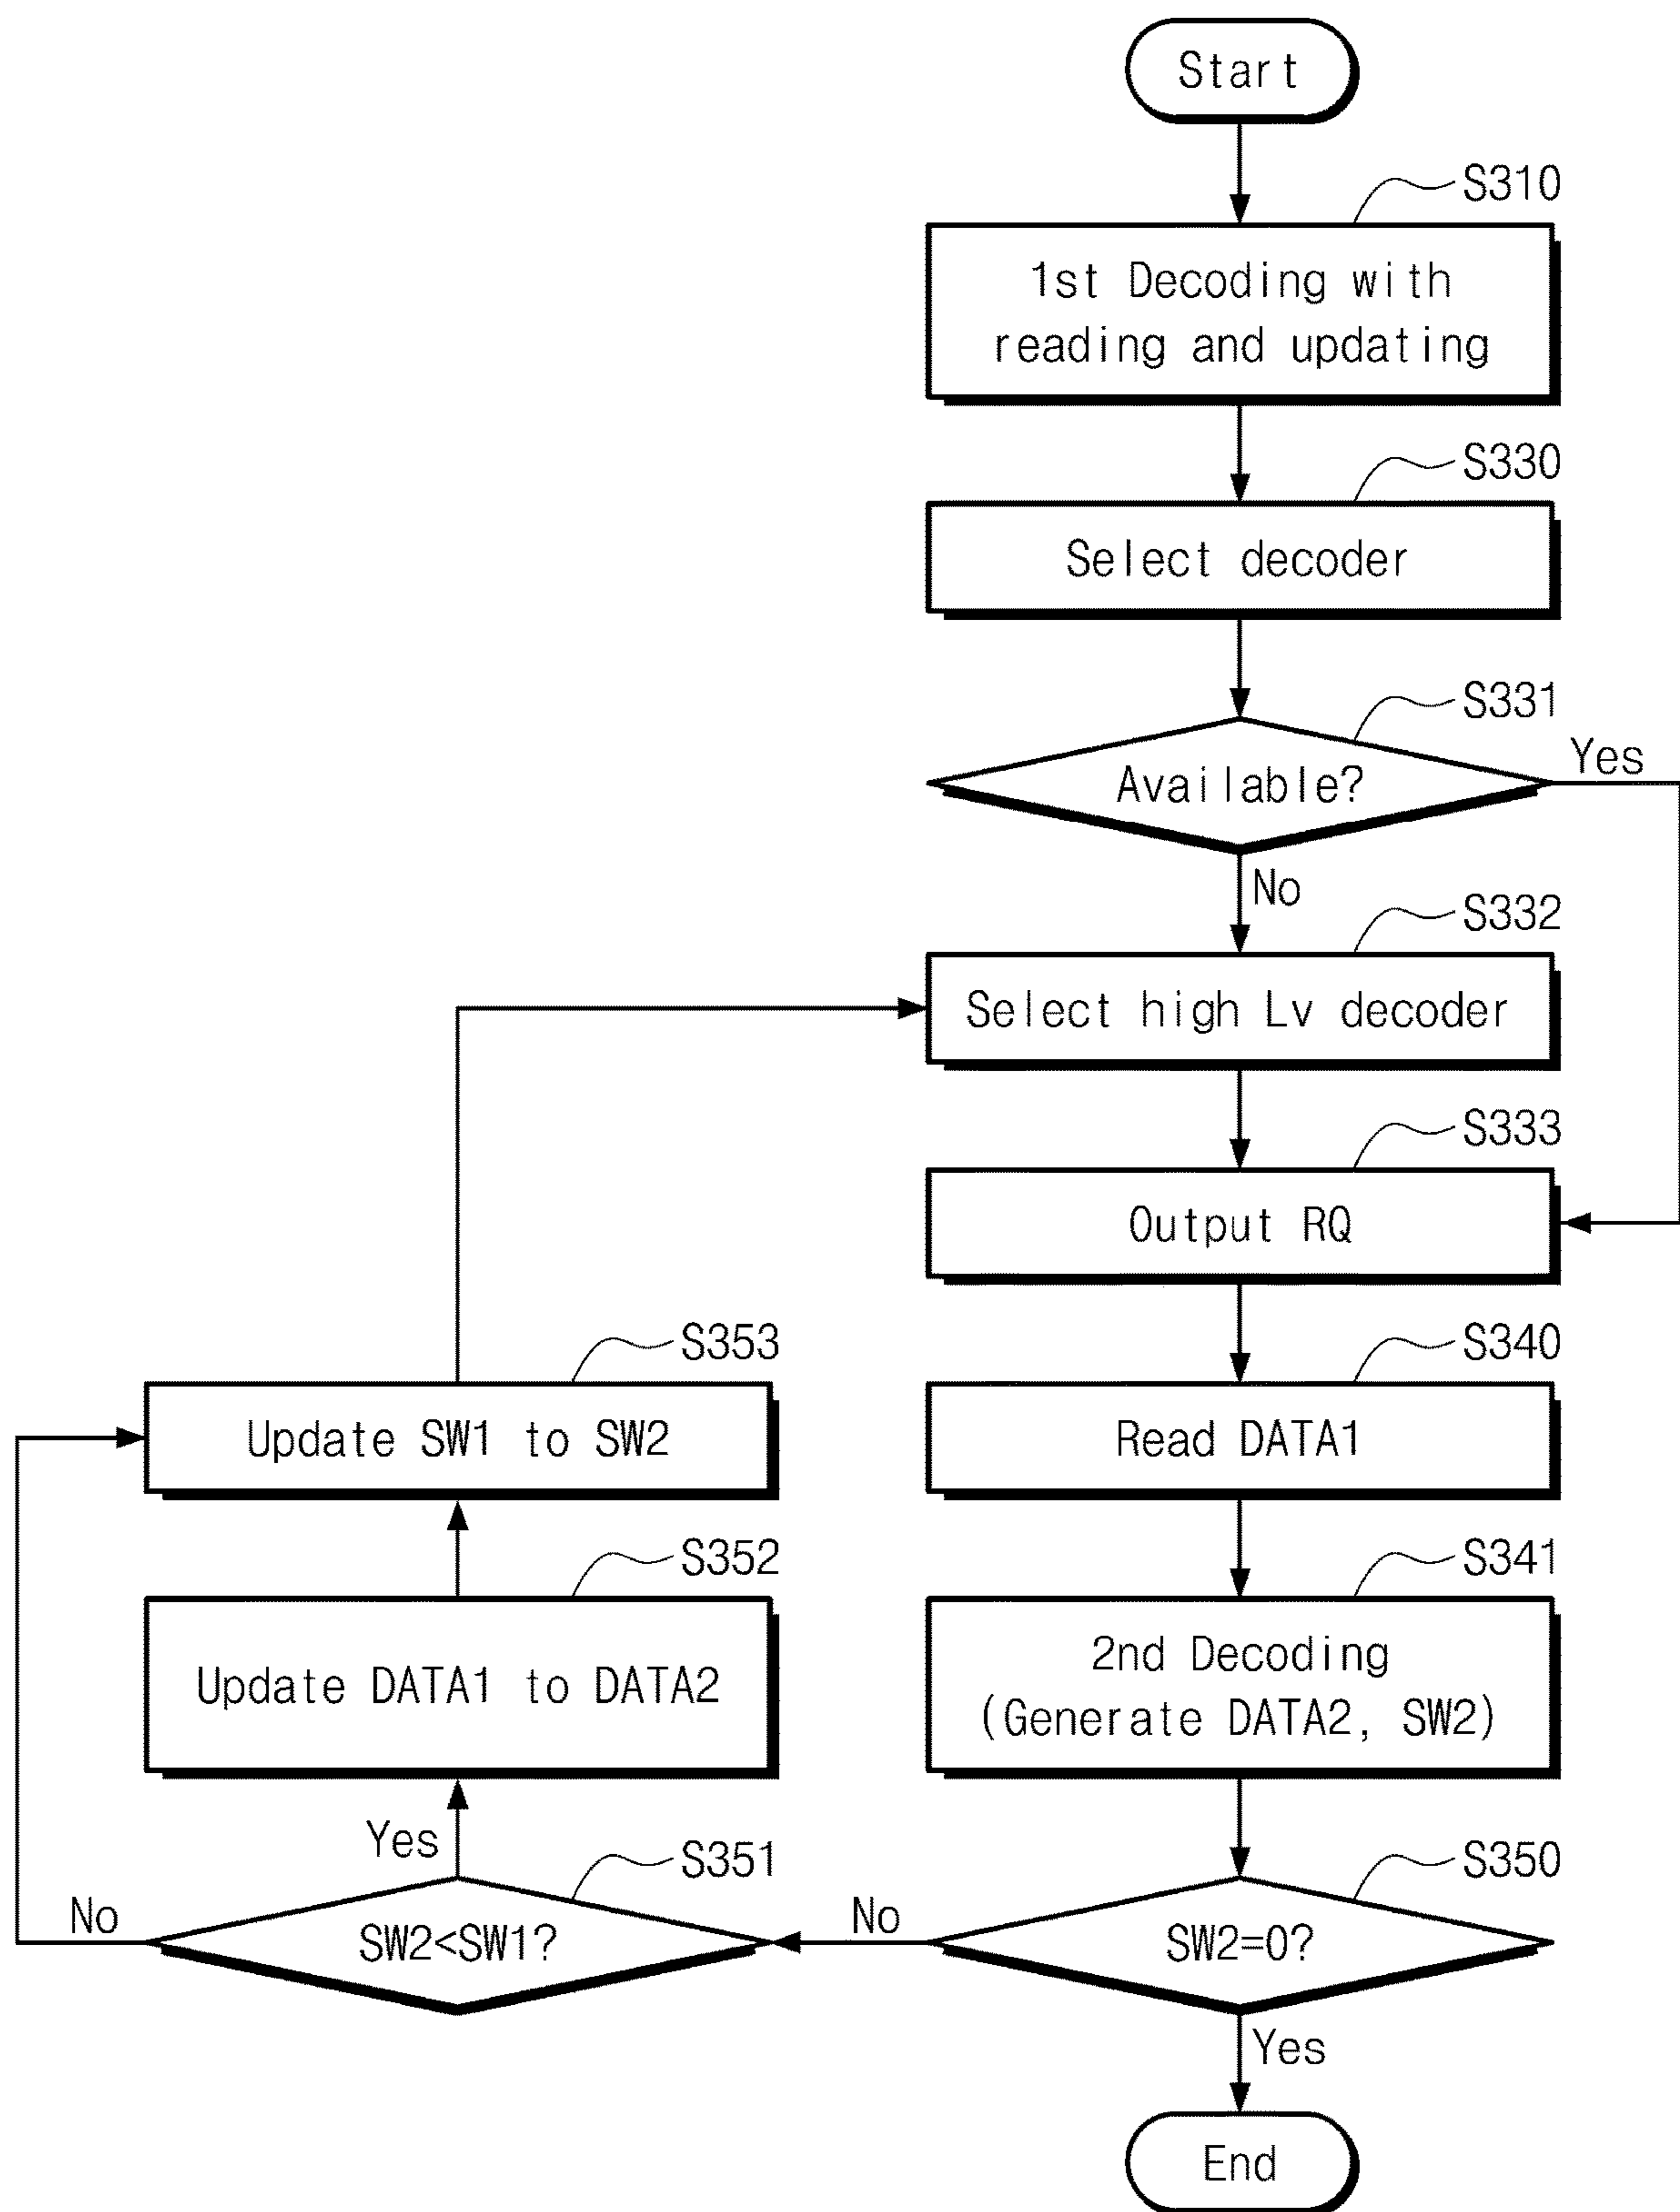 Start
S310
1st Decoding with
reading and updating
S330
Select decoder
S331
Available?
Yes
No
S332
Select high Lv decoder
S333
Output RQ
S353
Update SW1 to SW2
S340
Read DATA1
S352
Update DATA1 to DATA2
S341
2nd Decoding
(Generate DATA2, SW2)
Yes
S351
SW2<SW1?
No
No
S350
SW2=0?
Yes
End